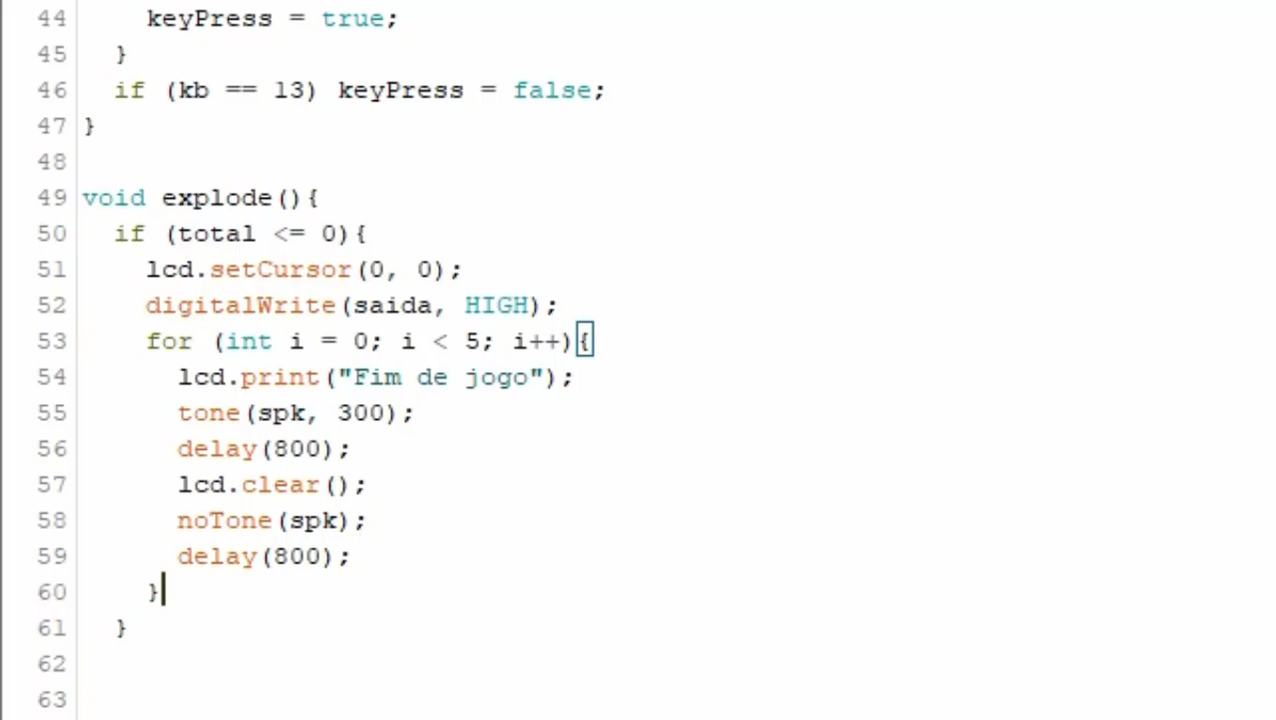 44 keyPress = true;
45 }
46 if (kb == 13) keyPress = false;
47 }
48
49 void explode(){
50 if (total <= 0){
51 lcd.setCursor(0, 0);
52 digitalWrite(saida, HIGH);
53 for (int i = 0; i < 5; i++){
54 lcd.print("Fim de jogo");
55 tone(spk, 300);
56 delay(800);
57 lcd.clear();
58 noTone(spk);
59 delay(800);
60 }
61 }
62
63